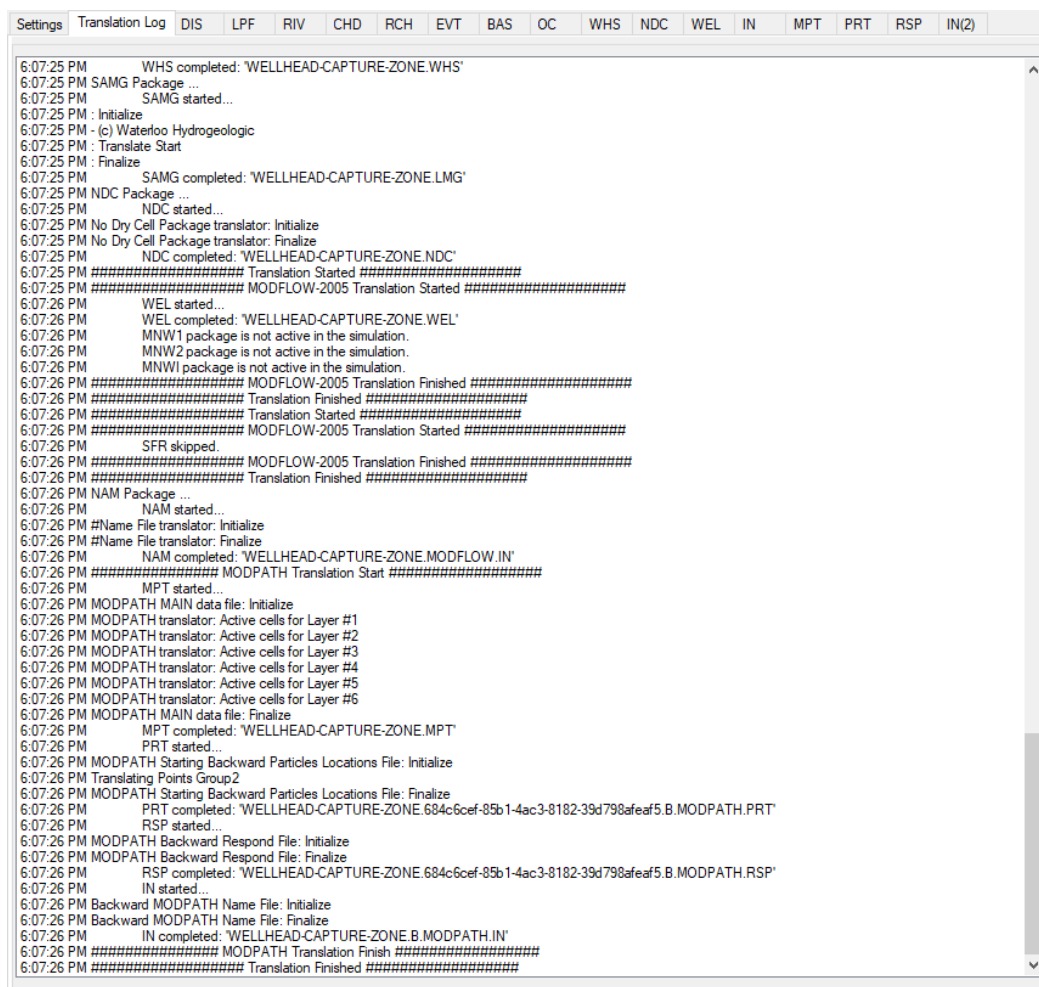 Settings Translation Log DIS LPF RIV CHD RCH EVT BAS OC WHS NDC WEL IN MPT PRT RSP IN(2)
6:07:25 PM WHS completed: 'WELLHEAD-CAPTURE-ZONE.WHS'
6:07:25 PM SAMG Package ...
6:07:25 PM SAMG started...
6:07:25 PM : Initialize
6:07:25 PM - (c) Waterloo Hydrogeologic
6:07:25 PM : Translate Start
6:07:25 PM : Finalize
6:07:25 PM SAMG completed: 'WELLHEAD-CAPTURE-ZONE.LMG'
6:07:25 PM NDC Package ...
6:07:25 PM NDC started...
6:07:25 PM No Dry Cell Package translator: Initialize
6:07:25 PM No Dry Cell Package translator: Finalize
6:07:25 PM NDC completed: 'WELLHEAD-CAPTURE-ZONE.NDC'
6:07:25 PM ################## Translation Started ###################
6:07:25 PM ################## MODFLOW-2005 Translation Started ###################
6:07:26 PM WEL started...
6:07:26 PM WEL completed: 'WELLHEAD-CAPTURE-ZONE.WEL'
6:07:26 PM MNW1 package is not active in the simulation.
6:07:26 PM MNW2 package is not active in the simulation.
6:07:26 PM MNWI package is not active in the simulation.
6:07:26 PM ################## MODFLOW-2005 Translation Finished ###################
6:07:26 PM ################## Translation Finished ###################
6:07:26 PM ################## Translation Started ###################
6:07:26 PM ################## MODFLOW-2005 Translation Started ###################
6:07:26 PM SFR skipped.
6:07:26 PM ################## MODFLOW-2005 Translation Finished ###################
6:07:26 PM ################## Translation Finished ###################
6:07:26 PM NAM Package ...
6:07:26 PM NAM started...
6:07:26 PM #Name File translator: Initialize
6:07:26 PM #Name File translator: Finalize
6:07:26 PM NAM completed: 'WELLHEAD-CAPTURE-ZONE.MODFLOW.IN'
6:07:26 PM ############### MODPATH Translation Start ##################
6:07:26 PM MPT started...
6:07:26 PM MODPATH MAIN data file: Initialize
6:07:26 PM MODPATH translator: Active cells for Layer #1
6:07:26 PM MODPATH translator: Active cells for Layer #2
6:07:26 PM MODPATH translator: Active cells for Layer #3
6:07:26 PM MODPATH translator: Active cells for Layer #4
6:07:26 PM MODPATH translator: Active cells for Layer #5
6:07:26 PM MODPATH translator: Active cells for Layer #6
6:07:26 PM MODPATH MAIN data file: Finalize
6:07:26 PM MPT completed: 'WELLHEAD-CAPTURE-ZONE.MPT'
6:07:26 PM PRT started...
6:07:26 PM MODPATH Starting Backward Particles Locations File: Initialize
6:07:26 PM Translating Points Group2
6:07:26 PM MODPATH Starting Backward Particles Locations File: Finalize
6:07:26 PM PRT completed: 'WELLHEAD-CAPTURE-ZONE.684c6cef-85b1-4ac3-8182-39d798afeaf5.B.MODPATH.PRT'
6:07:26 PM RSP started...
6:07:26 PM MODPATH Backward Respond File: Initialize
6:07:26 PM MODPATH Backward Respond File: Finalize
6:07:26 PM RSP completed: 'WELLHEAD-CAPTURE-ZONE.684c6cef-85b1-4ac3-8182-39d798afeaf5.B.MODPATH.RSP'
6:07:26 PM IN started...
6:07:26 PM Backward MODPATH Name File: Initialize
6:07:26 PM Backward MODPATH Name File: Finalize
6:07:26 PM IN completed: 'WELLHEAD-CAPTURE-ZONE.B.MODPATH.IN'
6:07:26 PM ############### MODPATH Translation Finish #################
6:07:26 PM ################## Translation Finished ##################